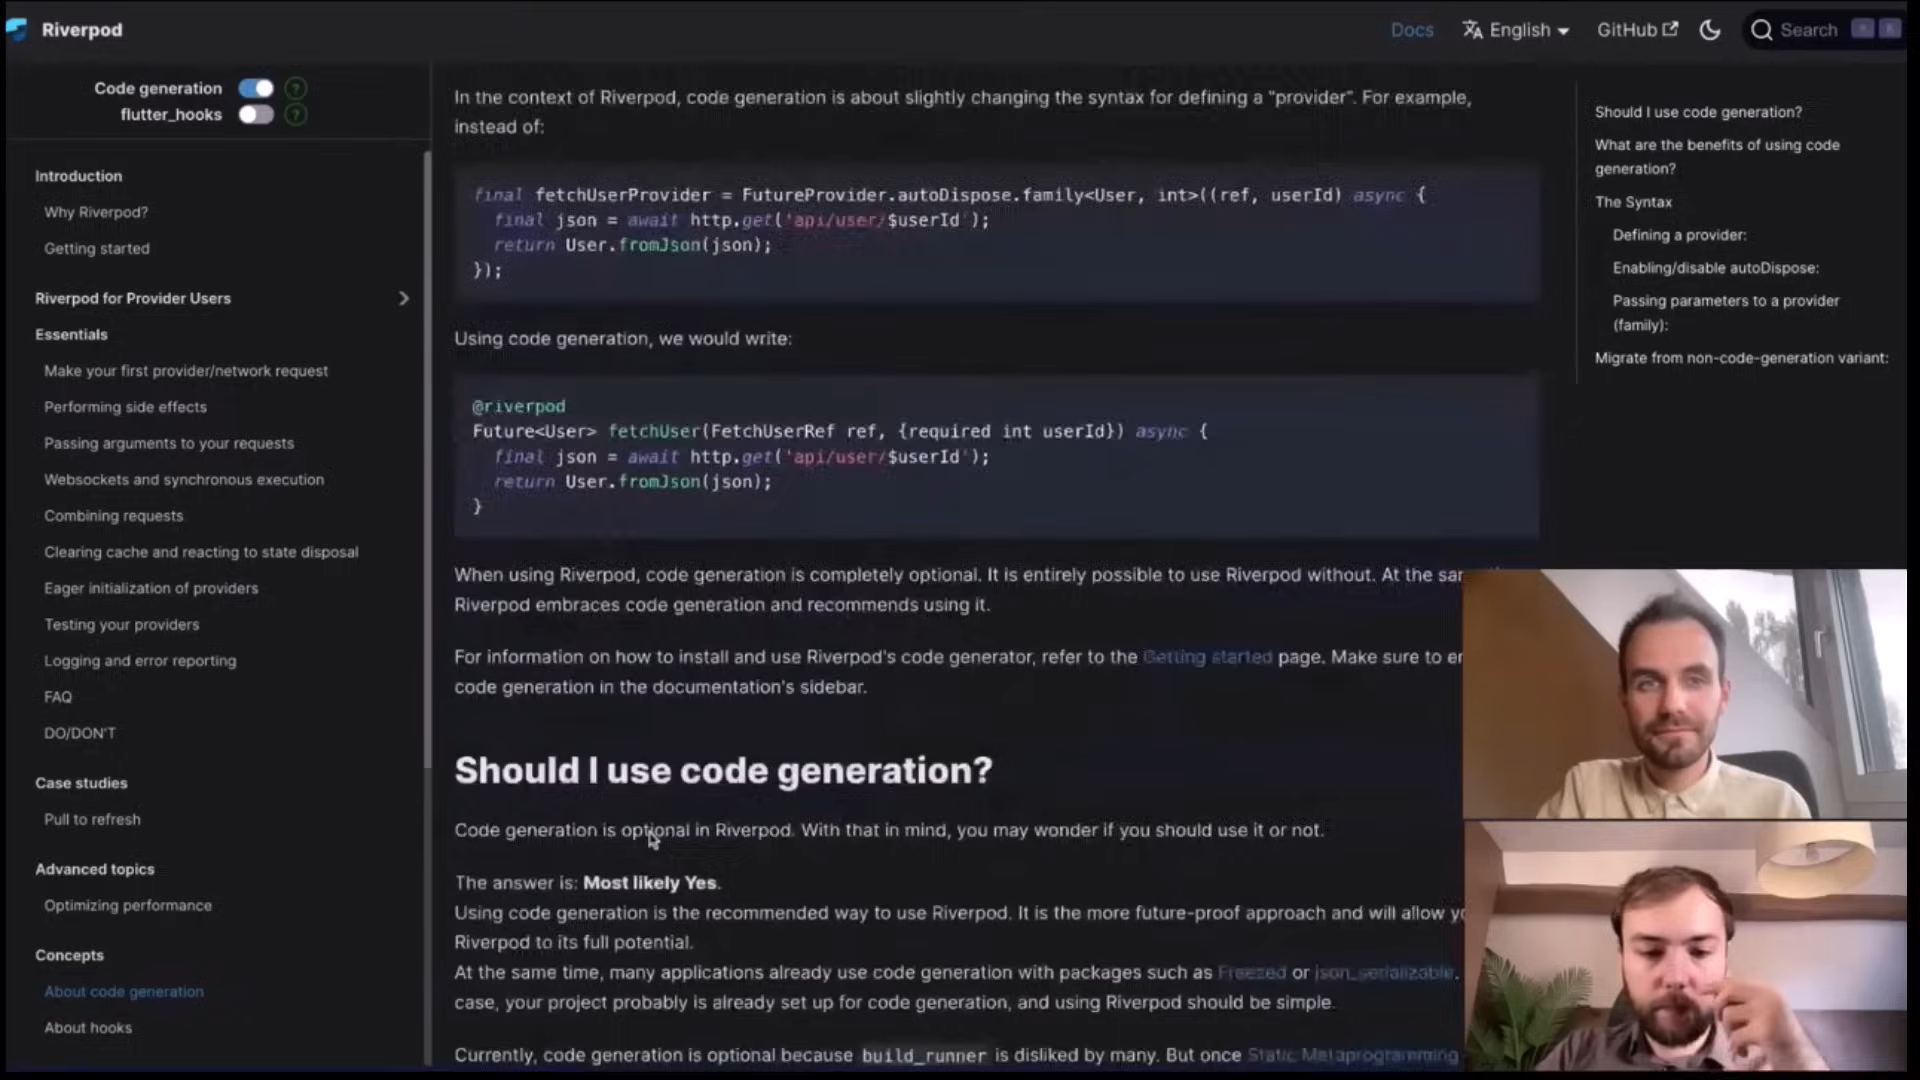 Riverpod
Docs
English
GitHub
Search
Code generation
?
flutter_hooks
?
Introduction
Why Riverpod?
Getting started
Riverpod for Provider Users
Essentials
Make your first provider/network request
Performing side effects
Passing arguments to your requests
Websockets and synchronous execution
Combining requests
Clearing cache and reacting to state disposal
Eager initialization of providers
Testing your providers
Logging and error reporting
FAQ
DO/DON'T
Case studies
Pull to refresh
Advanced topics
Optimizing performance
Concepts
About code generation
About hooks
In the context of Riverpod, code generation is about slightly changing the syntax for defining a "provider". For example,
instead of:
final fetchUserProvider = FutureProvider.autoDispose.family<User, int>((ref, userId) async {
final json = await http.get('api/user/$userId');
return User.fromJson(json);
});
Using code generation, we would write:
@riverpod
Future<User> fetchUser(FetchUserRef ref, {required int userId}) async {
final json = await http.get('api/user/$userId');
return User.fromJson(json);
}
When using Riverpod, code generation is completely optional. It is entirely possible to use Riverpod without. At the
Riverpod embraces code generation and recommends using it.
For information on how to install and use Riverpod's code generator, refer to the Getting started page. Make sure to
code generation in the documentation's sidebar.
Should I use code generation?
Code generation is optional in Riverpod. With that in mind, you may wonder if you should use it or not.
The answer is: Most likely Yes.
Using code generation is the recommended way to use Riverpod. It is the more future-proof approach and will allow
Riverpod to its full potential.
At the same time, many applications already use code generation with packages such as Freezed or json_serializable.
case, your project probably is already set up for code generation, and using Riverpod should be simple.
Currently, code generation is optional because build_runner is disliked by many. But once Static Metaprogramming
Should I use code generation?
What are the benefits of using code
generation?
The Syntax
Defining a provider:
Enabling/disable autoDispose:
Passing parameters to a provider
(family):
Migrate from non-code-generation variant: